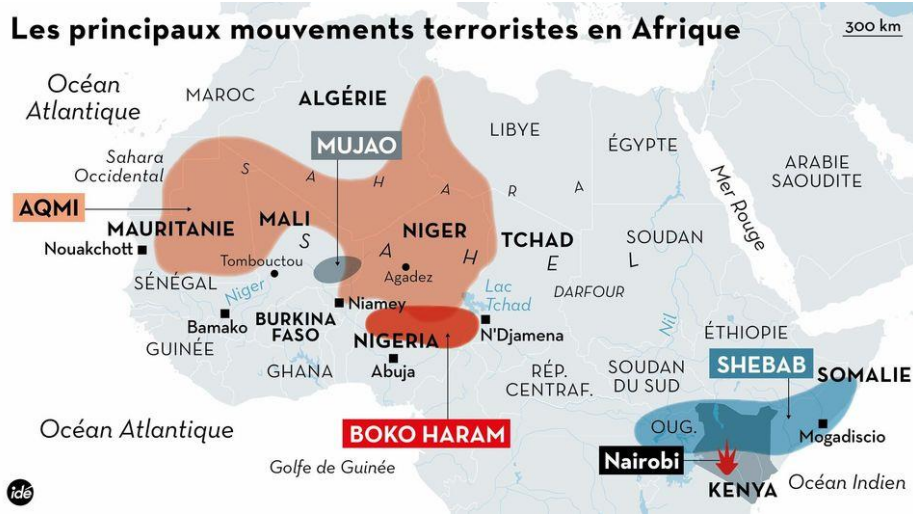 Les principaux mouvements terroristes en Afrique
300 km
Océan
Atlantique
MAROC
ALGÉRIE
LIBYE
ÉGYPTE
ARABIE
SAOUDITE
Mer Rouge
Sahara
Occidental
MUJAO
S A H A R A
AQMI
MAURITANIE
MALI
NIGER
TCHAD
SOUDAN
Nouakchott
Tombouctou
Agadez
S A H E L
DARFOUR
SÉNÉGAL
Niger
Niamey
Lac
Tchad
Nil
Bamako
BURKINA
FASO
NIGERIA
N'Djamena
ÉTHIOPIE
GUINÉE
GHANA
Abuja
RÉP.
CENTRAF.
SOUDAN
DU SUD
SHEBAB
SOMALIE
Océan Atlantique
BOKO HARAM
OUG.
Mogadiscio
Golfe de Guinée
Nairobi
KENYA
Océan Indien
idé